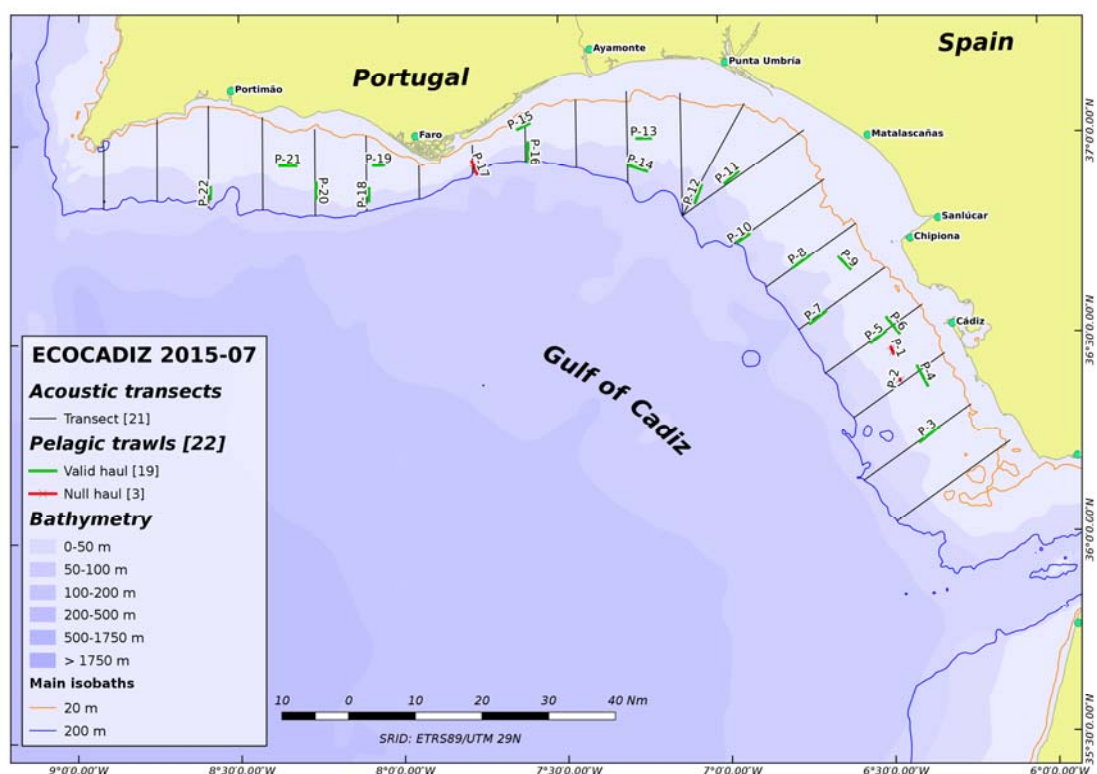 Spain
Portugal
Ayamonte
Punta Umbría
Portimão
Faro
Matalascañas
Sanlúcar
Chipiona
Cádiz
P-15
P-13
P-16
P-14
P-21
P-19
P-17
P-22
P-20
P-18
P-12
P-11
P-10
P-8
P-9
P-7
P-6
P-5
P-1
P-2
P-4
P-3
Gulf of Cadiz
ECOCADIZ 2015-07
Acoustic transects
Transect [21]
Pelagic trawls [22]
Valid haul [19]
Null haul [3]
Bathymetry
0-50 m
50-100 m
100-200 m
200-500 m
500-1750 m
> 1750 m
Main isobaths
20 m
200 m
10 0 10 20 30 40 Nm
SRID: ETRS89/UTM 29N
37°0'0.00"N
36°30'0.00"N
36°0'0.00"N
35°30'0.00"N
9°0'0.00"W 8°30'0.00"W 8°0'0.00"W 7°30'0.00"W 7°0'0.00"W 6°30'0.00"W 6°0'0.00"W